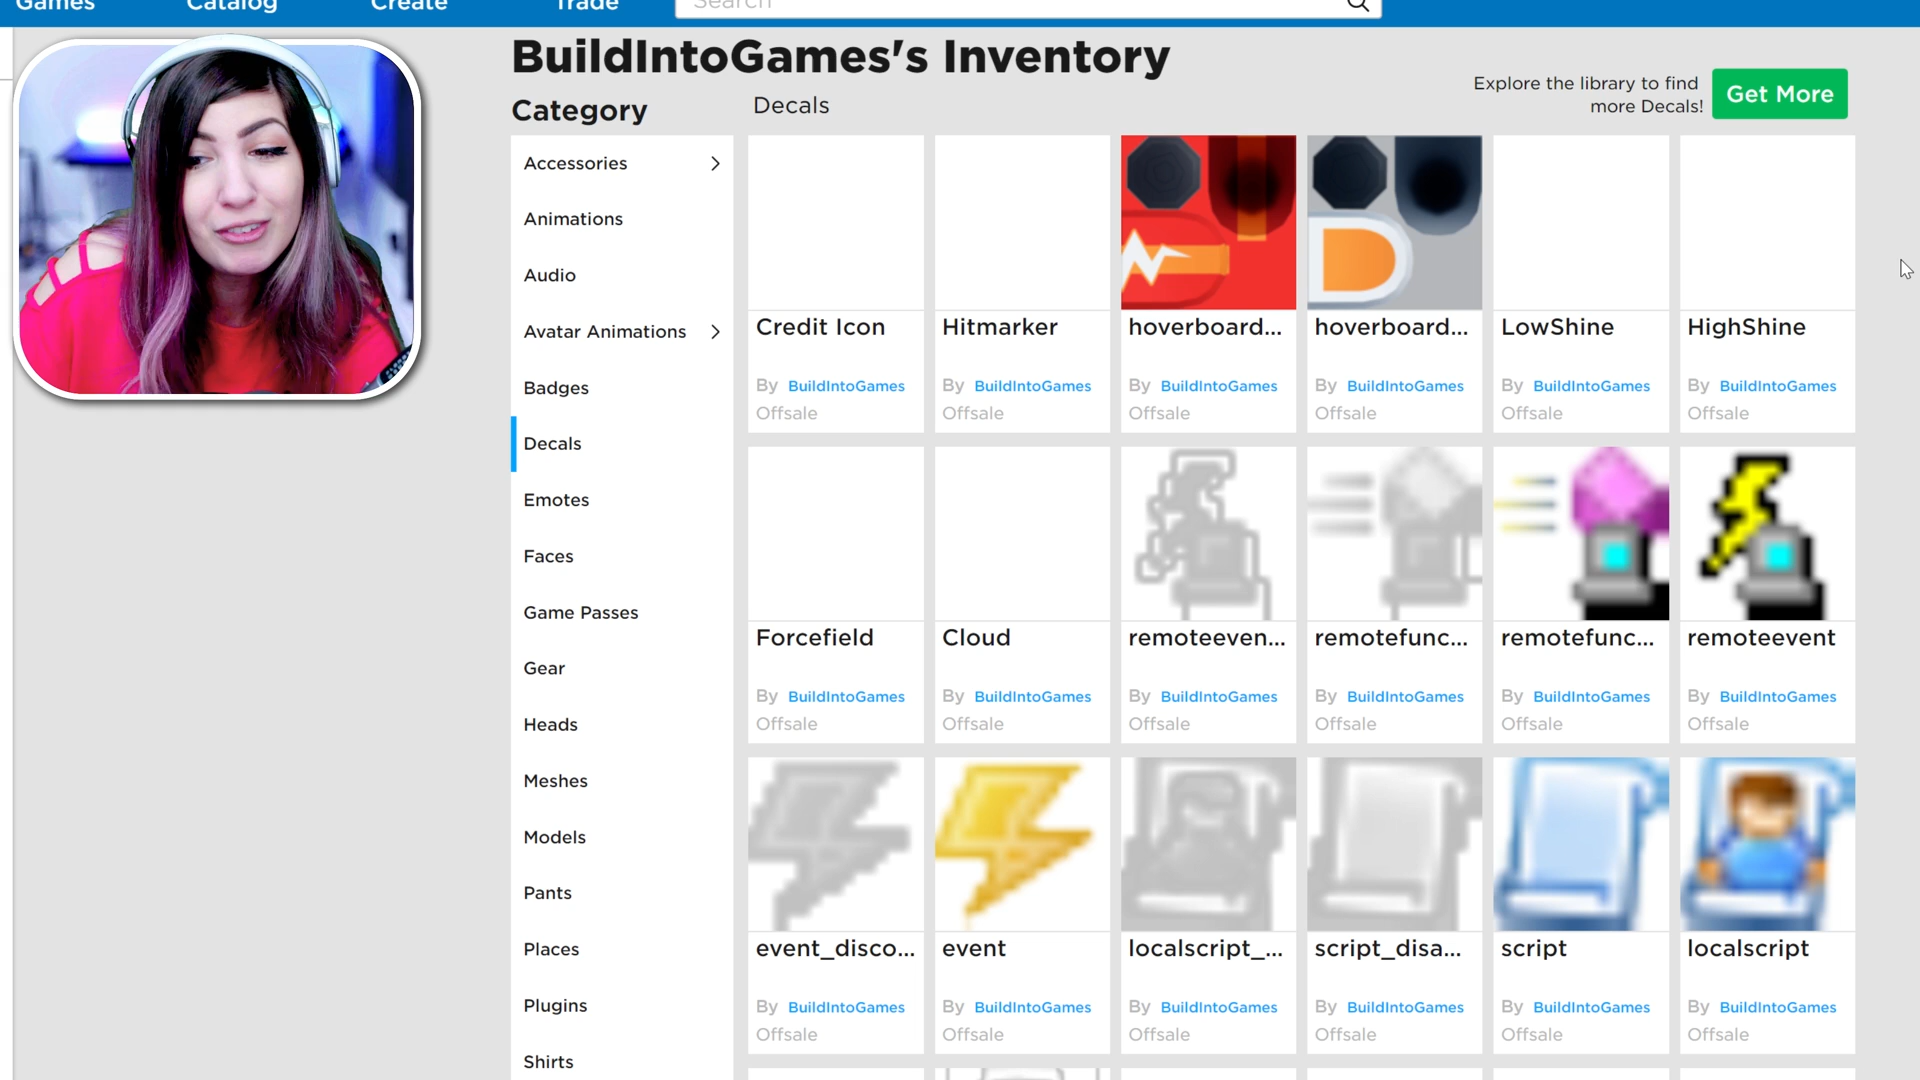 Games
Catalog
Create
Trade
Search
BuildIntoGames's Inventory
Explore the library to find
more Decals!
Get More
Category
Decals
Accessories
Animations
Audio
Avatar Animations
Badges
Decals
Emotes
Faces
Game Passes
Gear
Heads
Meshes
Models
Pants
Places
Plugins
Shirts
Credit Icon
By BuildIntoGames
Offsale
Hitmarker
By BuildIntoGames
Offsale
hoverboard...
By BuildIntoGames
Offsale
hoverboard...
By BuildIntoGames
Offsale
LowShine
By BuildIntoGames
Offsale
HighShine
By BuildIntoGames
Offsale
Forcefield
By BuildIntoGames
Offsale
Cloud
By BuildIntoGames
Offsale
remoteeven...
By BuildIntoGames
Offsale
remotefunc...
By BuildIntoGames
Offsale
remotefunc...
By BuildIntoGames
Offsale
remoteevent
By BuildIntoGames
Offsale
event_disco...
By BuildIntoGames
Offsale
event
By BuildIntoGames
Offsale
localscript_...
By BuildIntoGames
Offsale
script_disa...
By BuildIntoGames
Offsale
script
By BuildIntoGames
Offsale
localscript
By BuildIntoGames
Offsale